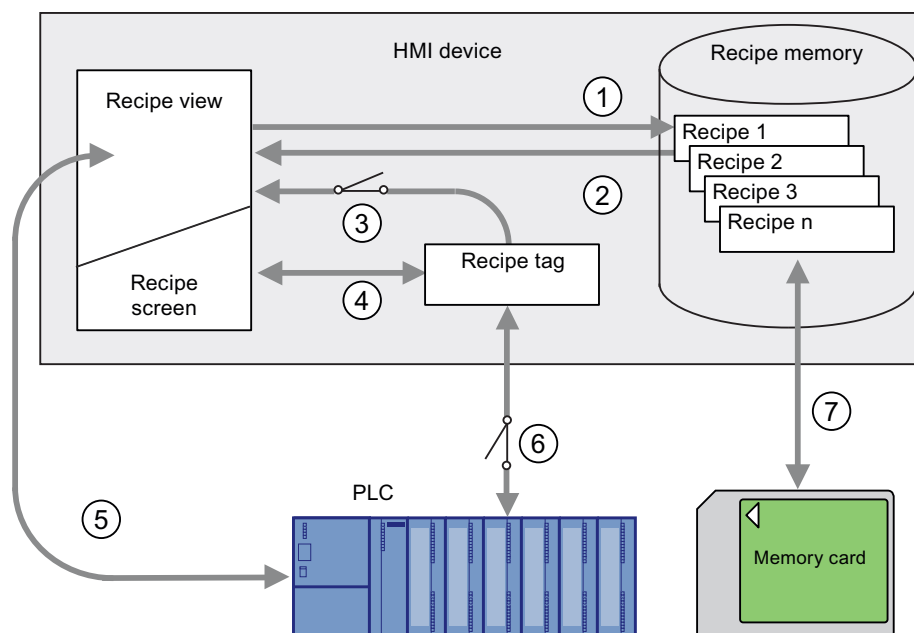 HMI device
Recipe memory
Recipe view
1
Recipe 1
Recipe 2
Recipe 3
Recipe n
2
3
Recipe tag
4
Recipe
screen
7
6
PLC
5
Memory card